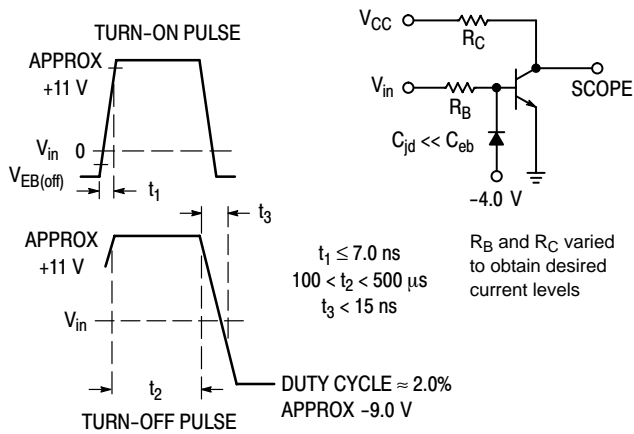 TURN-ON PULSE
APPROX
+11 V
V_in 0
V_EB(off)
t_1
t_3
APPROX
+11 V
V_in
t_2
TURN-OFF PULSE
t_1 ≤ 7.0 ns
100 < t_2 < 500 μs
t_3 < 15 ns
DUTY CYCLE ≈ 2.0%
APPROX -9.0 V
V_CC
R_C
SCOPE
V_in
R_B
C_jd << C_eb
-4.0 V
R_B and R_C varied
to obtain desired
current levels